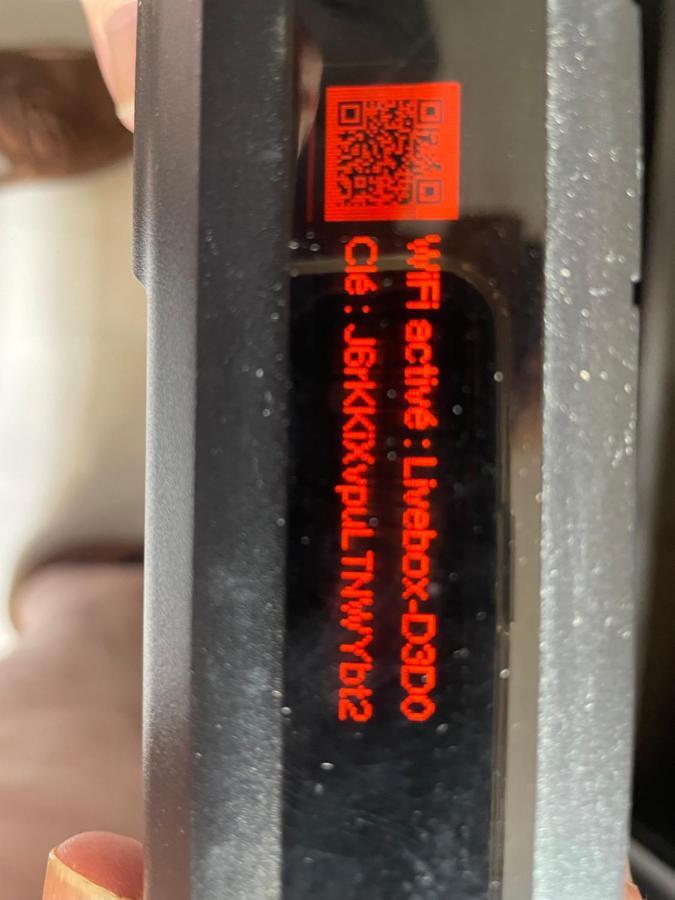 WiFi activé : Livebox-D3D0
Clé : J6rKKiXvpuLTNWYbt2